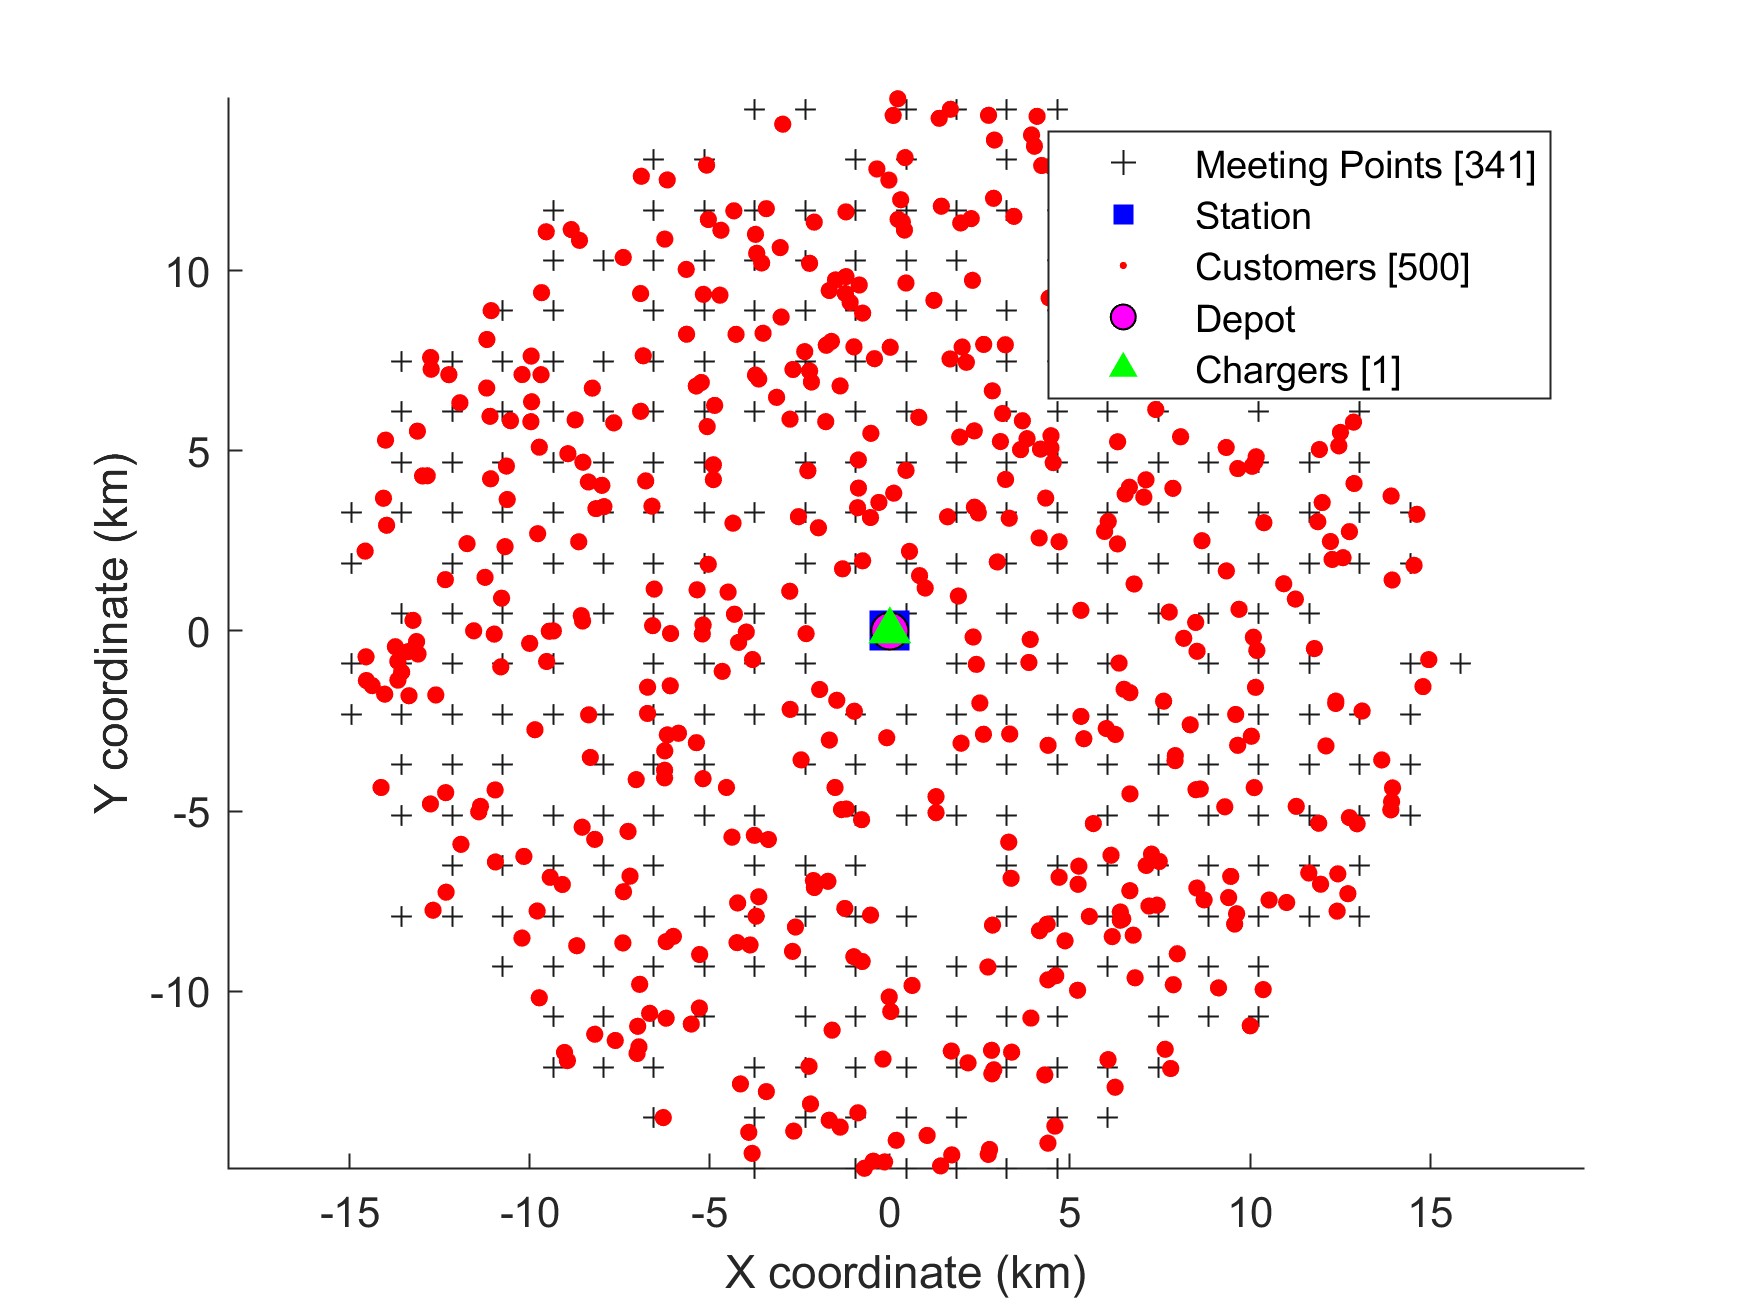 Meeting Points [341]
Station
Customers [500]
Depot
Chargers [1]
10
5
0
-5
-10
Y coordinate (km)
-15 -10 -5 0 5 10 15
X coordinate (km)